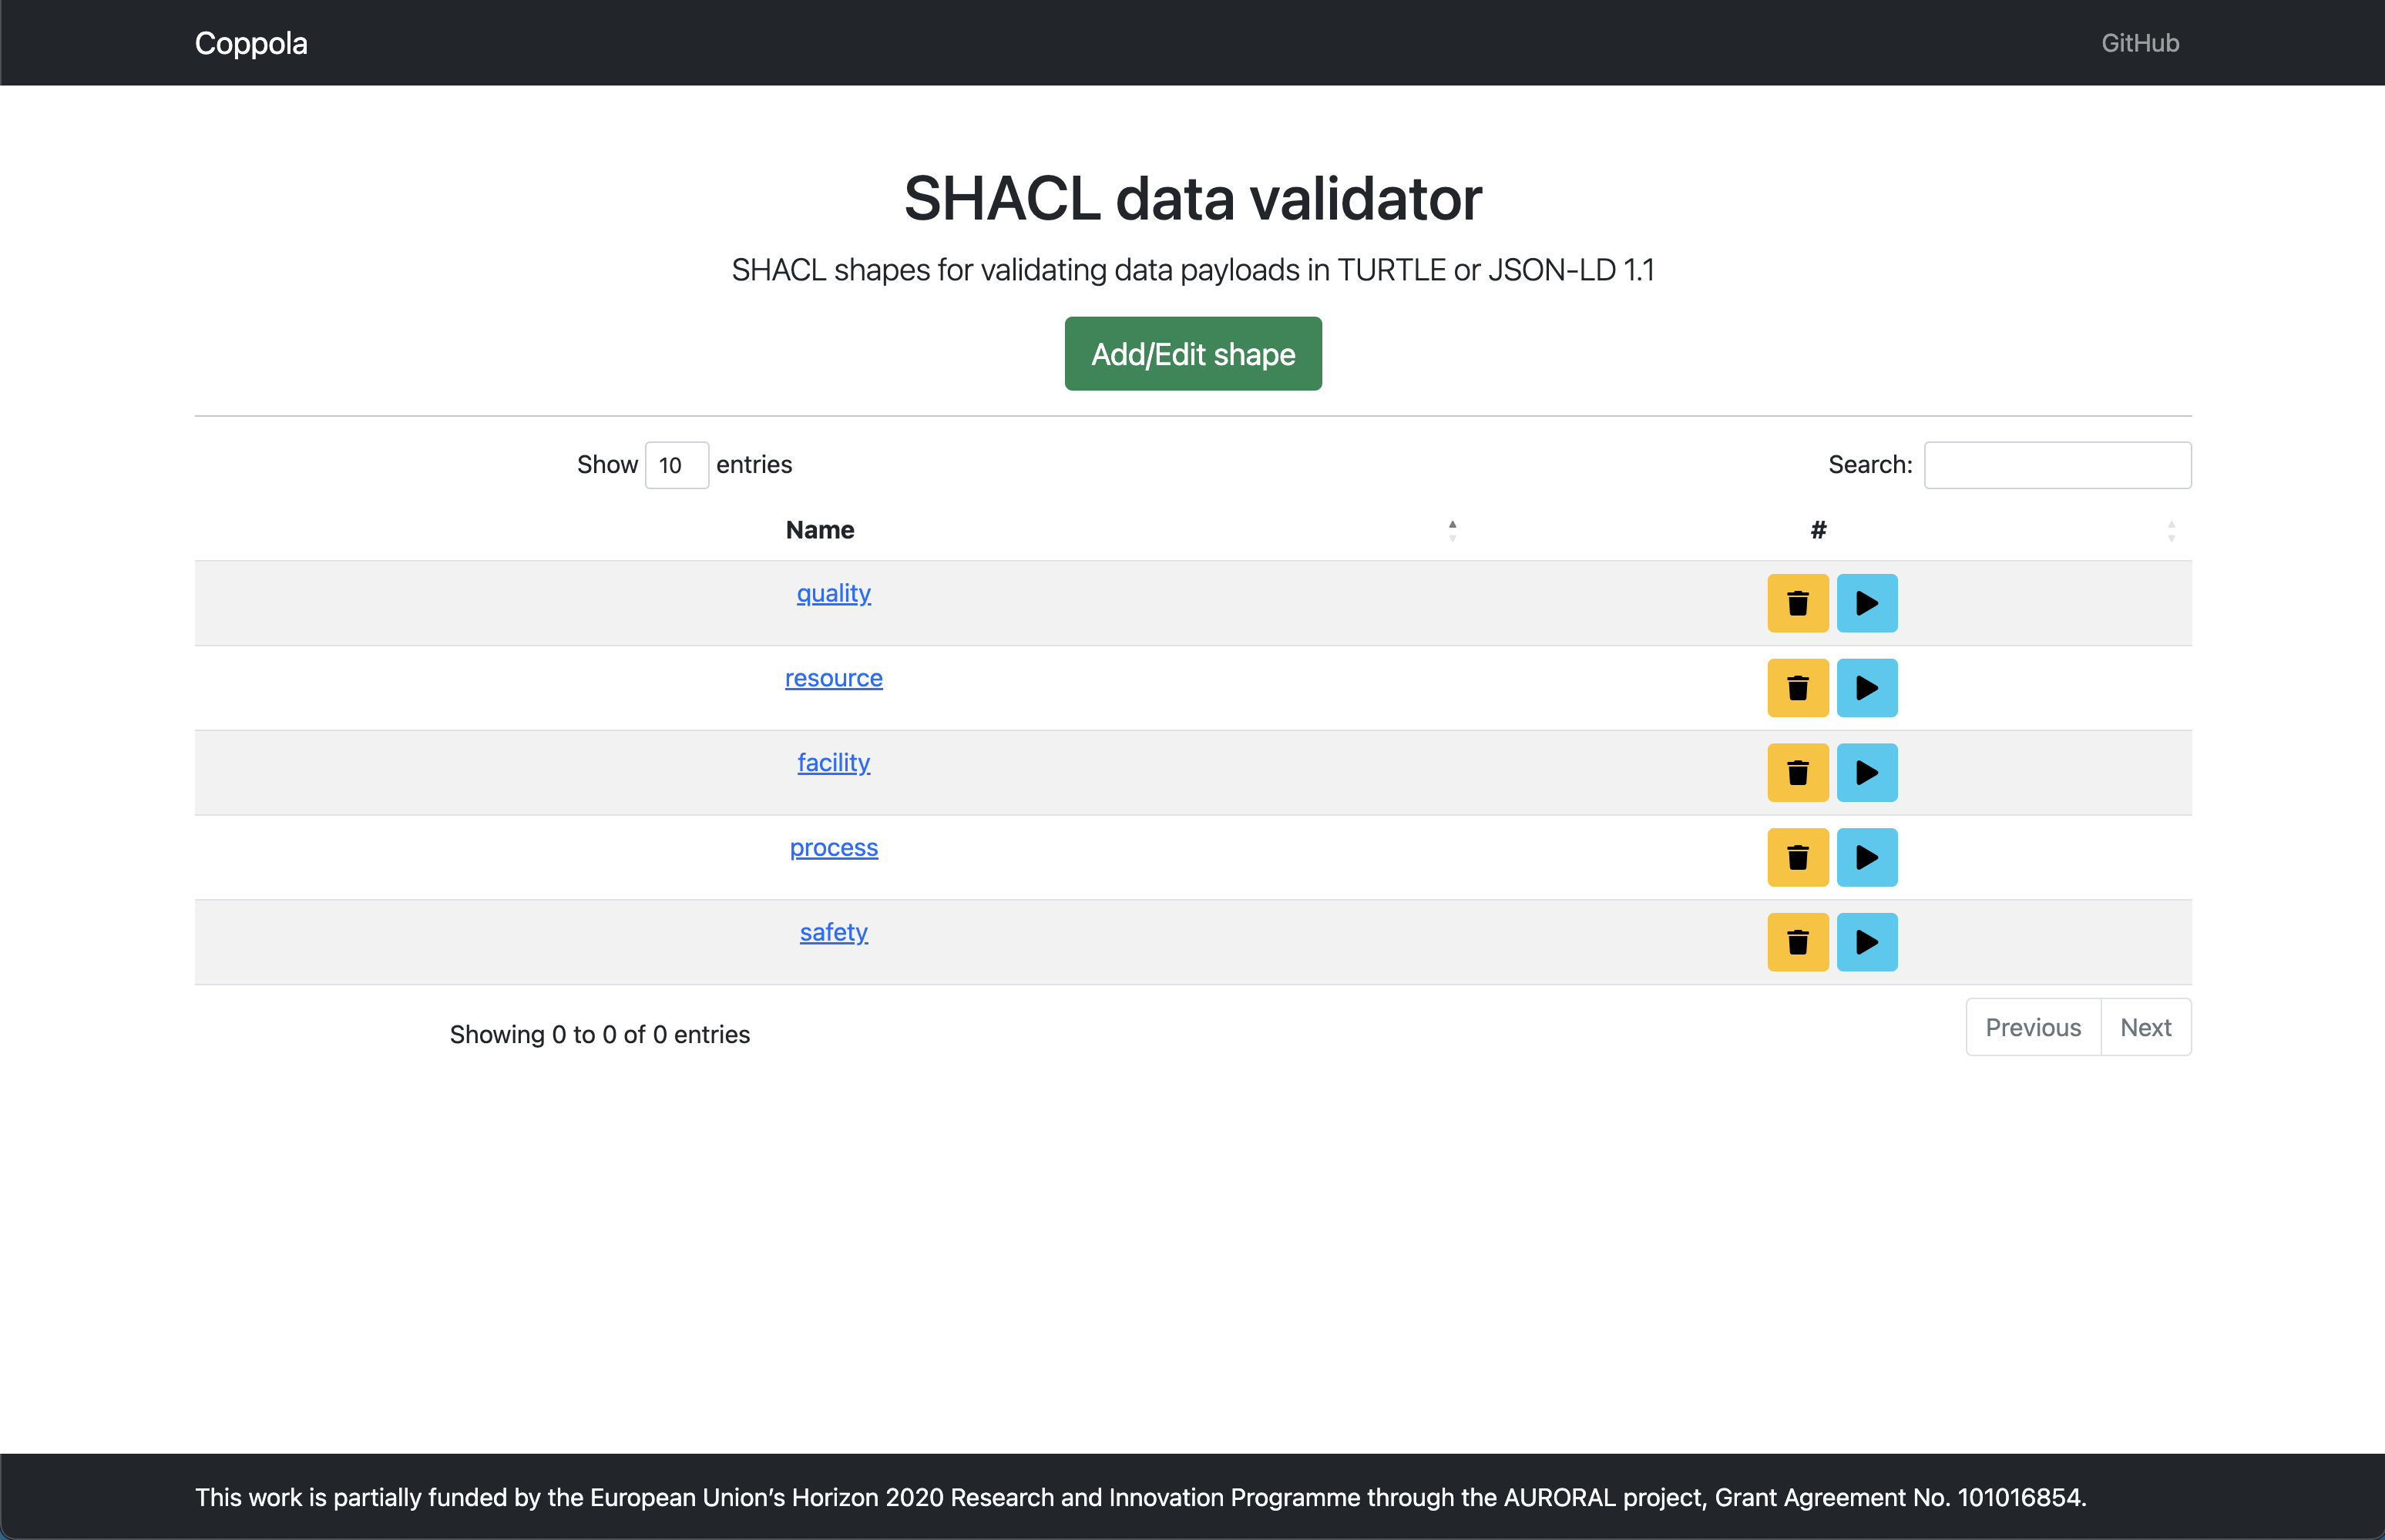 Coppola
GitHub
SHACL data validator
SHACL shapes for validating data payloads in TURTLE or JSON-LD 1.1
Add/Edit shape
Show 10 entries
Search:
Name
#
quality
resource
facility
process
safety
Showing 0 to 0 of 0 entries
Previous
Next
This work is partially funded by the European Union’s Horizon 2020 Research and Innovation Programme through the AURORAL project, Grant Agreement No. 101016854.